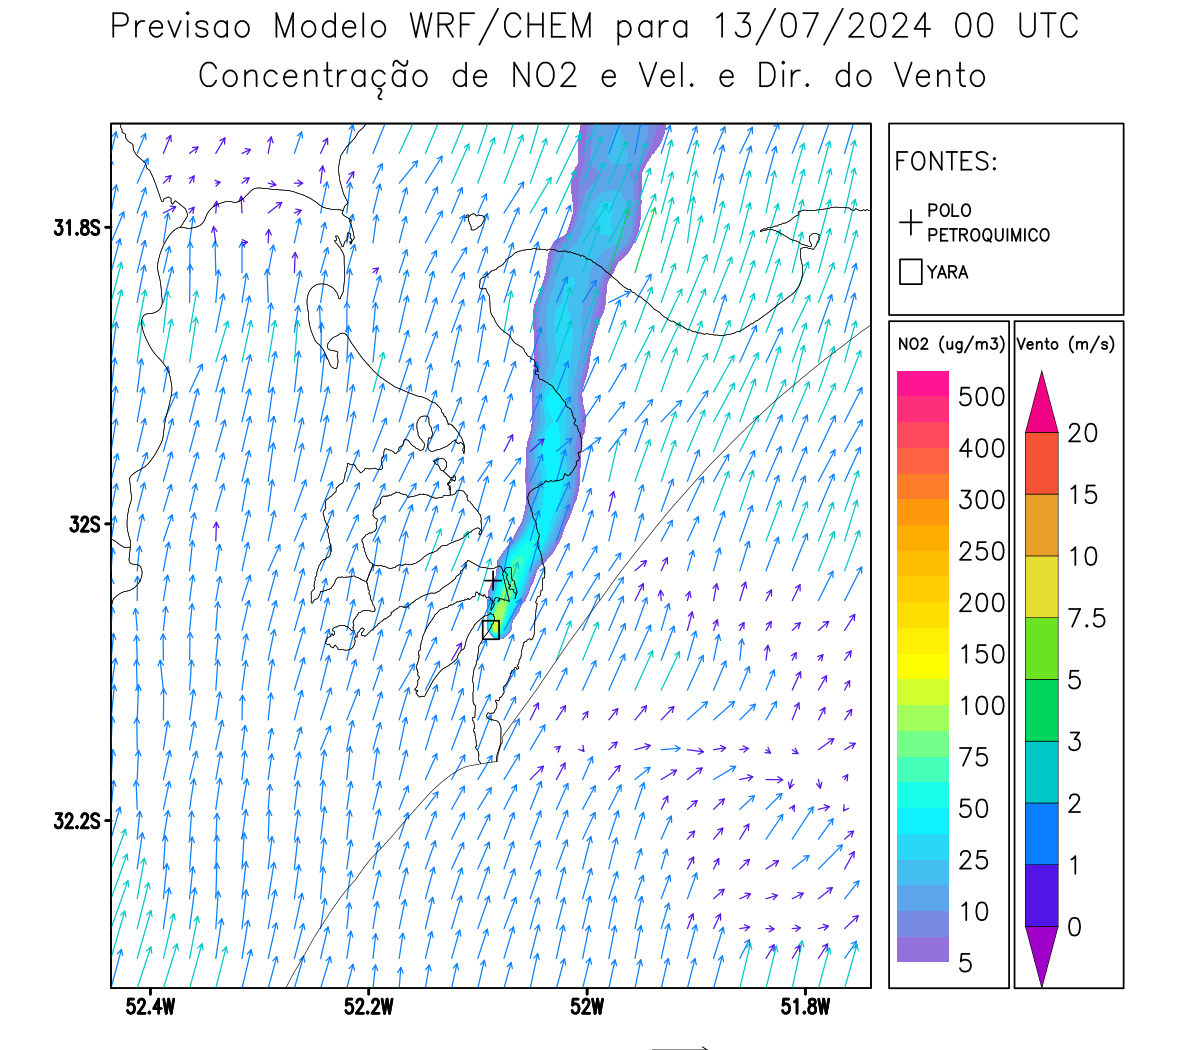 Previsao Modelo WRF/CHEM para 13/07/2024 00 UTC
Concentração de NO2 e Vel. e Dir. do Vento
FONTES:
POLO
PETROQUIMICO
YARA
NO2 (ug/m3)
500
400
300
250
200
150
100
75
50
25
10
5
Vento (m/s)
20
15
10
7.5
5
3
2
1
0
31.8S
32S
32.2S
52.4W
52.2W
52W
51.8W